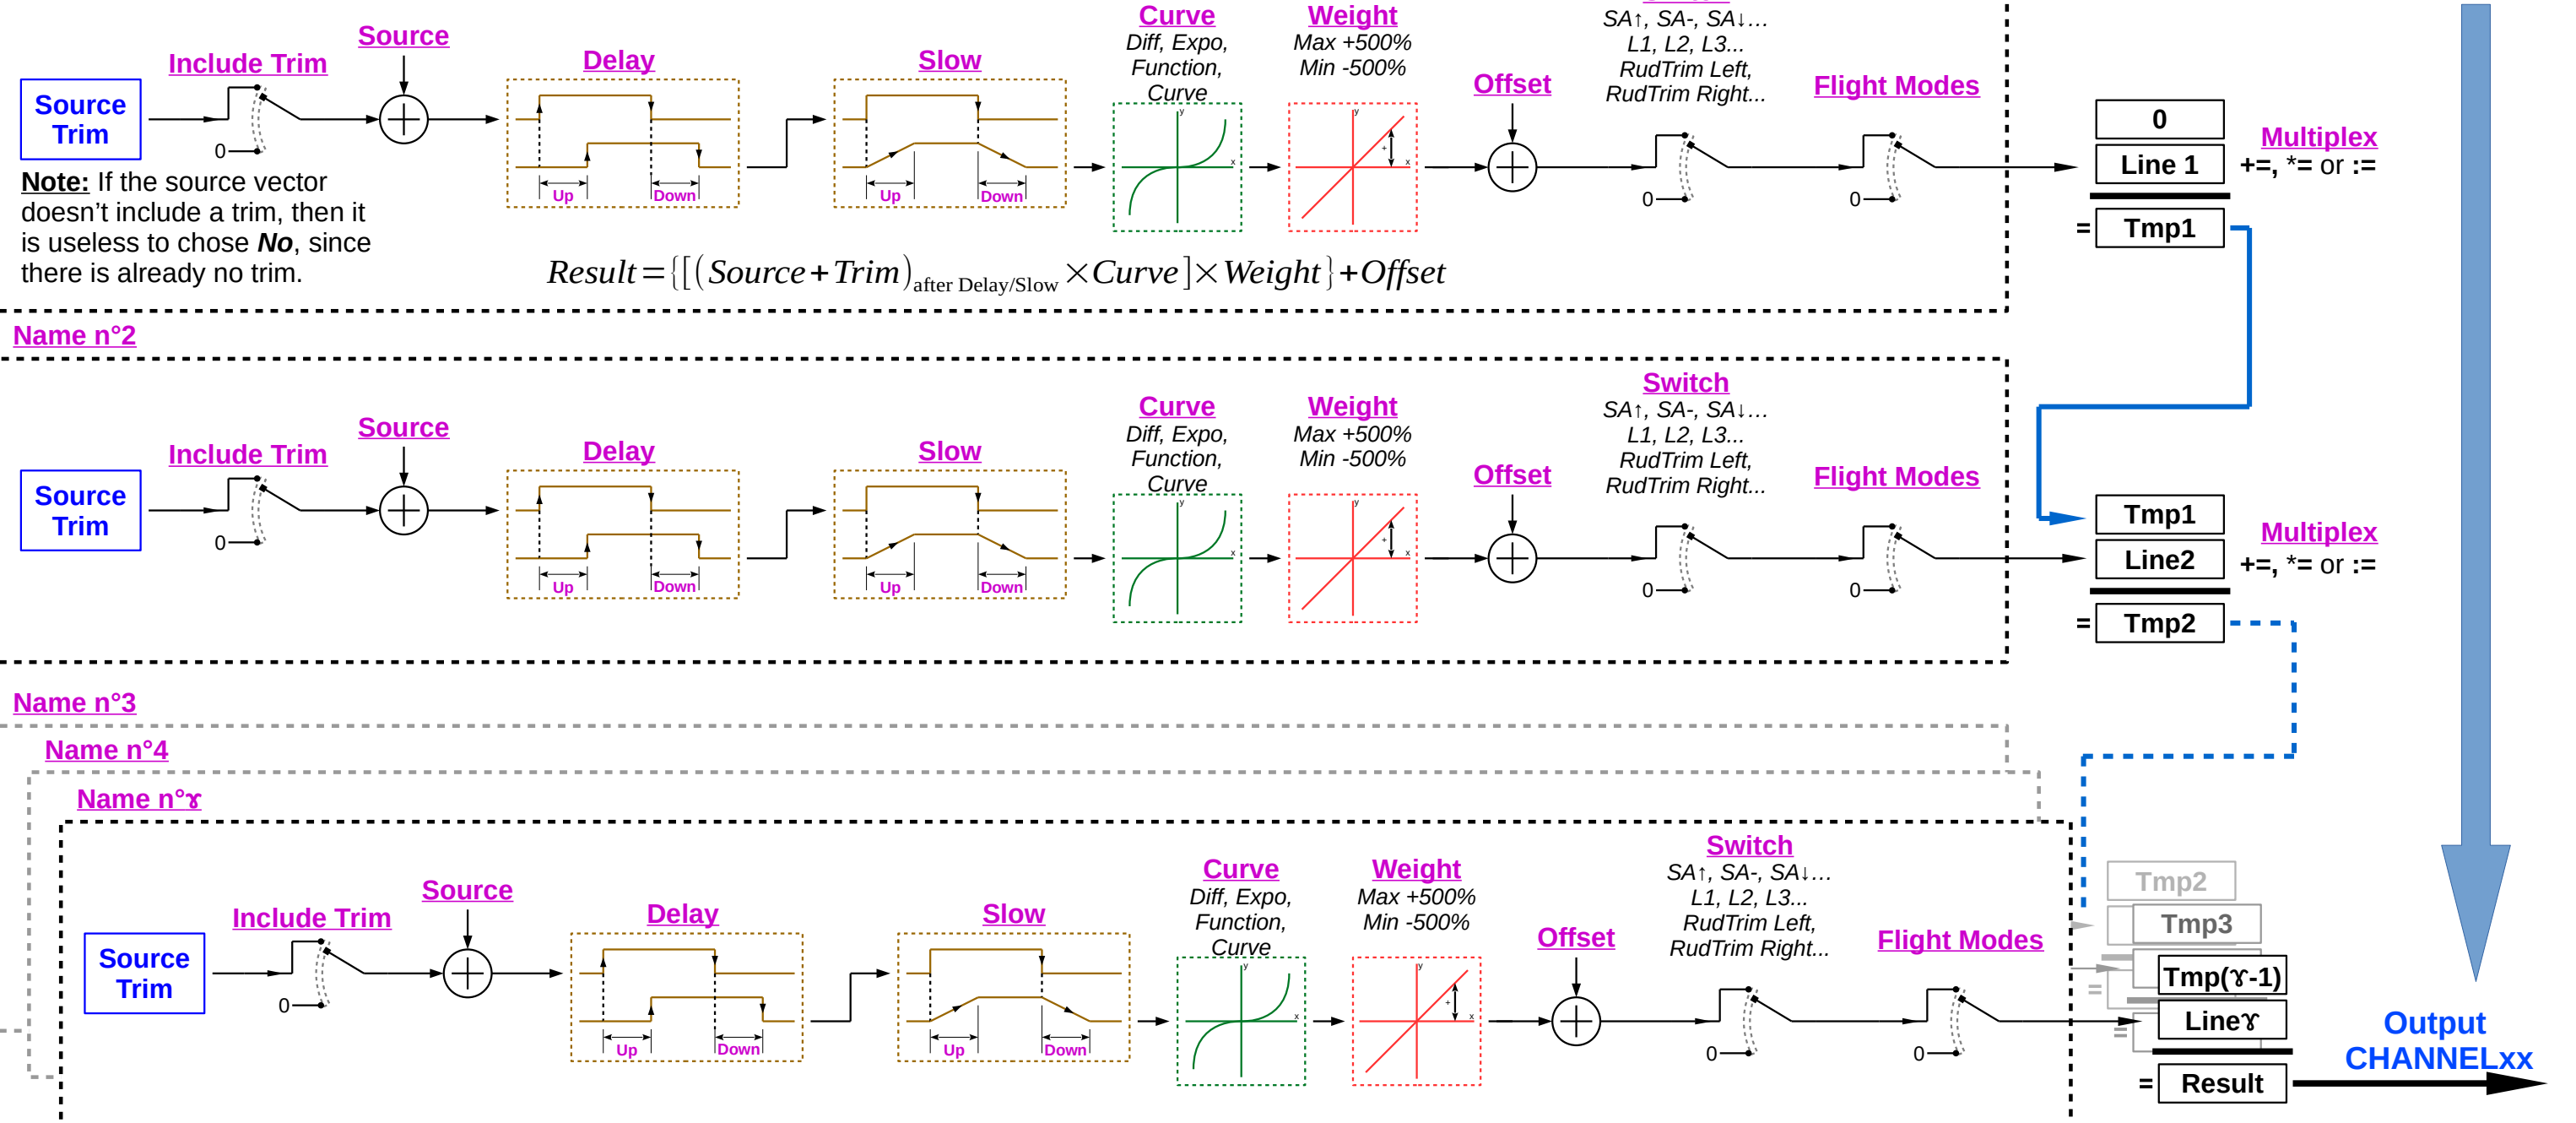 Curve
Diff, Expo,
Function,
Curve
Weight
Max +500%
Min -500%
SA↑, SA-, SA↓…
L1, L2, L3...
RudTrim Left,
RudTrim Right...
Source
Include Trim
Delay
Slow
Offset
Flight Modes
Source
Trim
0
Up
Down
Up
Down
y
x
y
x
+
0
0
0
Line 1
= Tmp1
Multiplex
+=, *= or :=
Note: If the source vector
doesn’t include a trim, then it
is useless to chose No, since
there is already no trim.
Result={[(Source+Trim)after Delay/Slow ×Curve]×Weight}+Offset
Name n°2
Curve
Diff, Expo,
Function,
Curve
Weight
Max +500%
Min -500%
Switch
SA↑, SA-, SA↓…
L1, L2, L3...
RudTrim Left,
RudTrim Right...
Source
Include Trim
Delay
Slow
Offset
Flight Modes
Source
Trim
0
Up
Down
Up
Down
y
x
y
x
+
0
0
Tmp1
Line2
= Tmp2
Multiplex
+=, *= or :=
Name n°3
Name n°4
Name n°ɤ
Curve
Diff, Expo,
Function,
Curve
Weight
Max +500%
Min -500%
Switch
SA↑, SA-, SA↓…
L1, L2, L3...
RudTrim Left,
RudTrim Right...
Source
Include Trim
Delay
Slow
Offset
Flight Modes
Source
Trim
0
Up
Down
Up
Down
y
x
y
x
+
0
0
Tmp2
Tmp3
=
=
Tmp(ɤ-1)
Lineɤ
= Result
Output
CHANNELxx